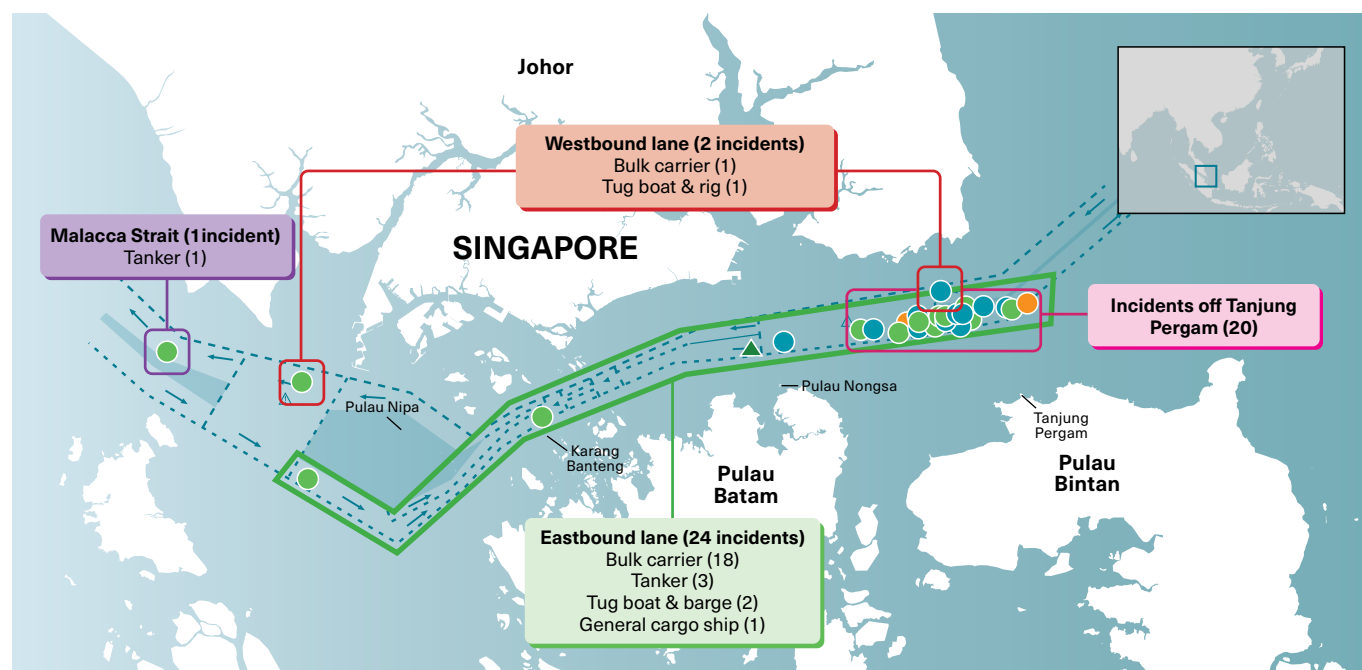 Johor
Westbound lane (2 incidents)
Bulk carrier (1)
Tug boat & rig (1)
Malacca Strait (1 incident)
Tanker (1)
SINGAPORE
Incidents off Tanjung
Pergam (20)
Pulau Nipa
Pulau Nongsa
Karang
Banteng
Tanjung
Pergam
Pulau
Batam
Pulau
Bintan
Eastbound lane (24 incidents)
Bulk carrier (18)
Tanker (3)
Tug boat & barge (2)
General cargo ship (1)